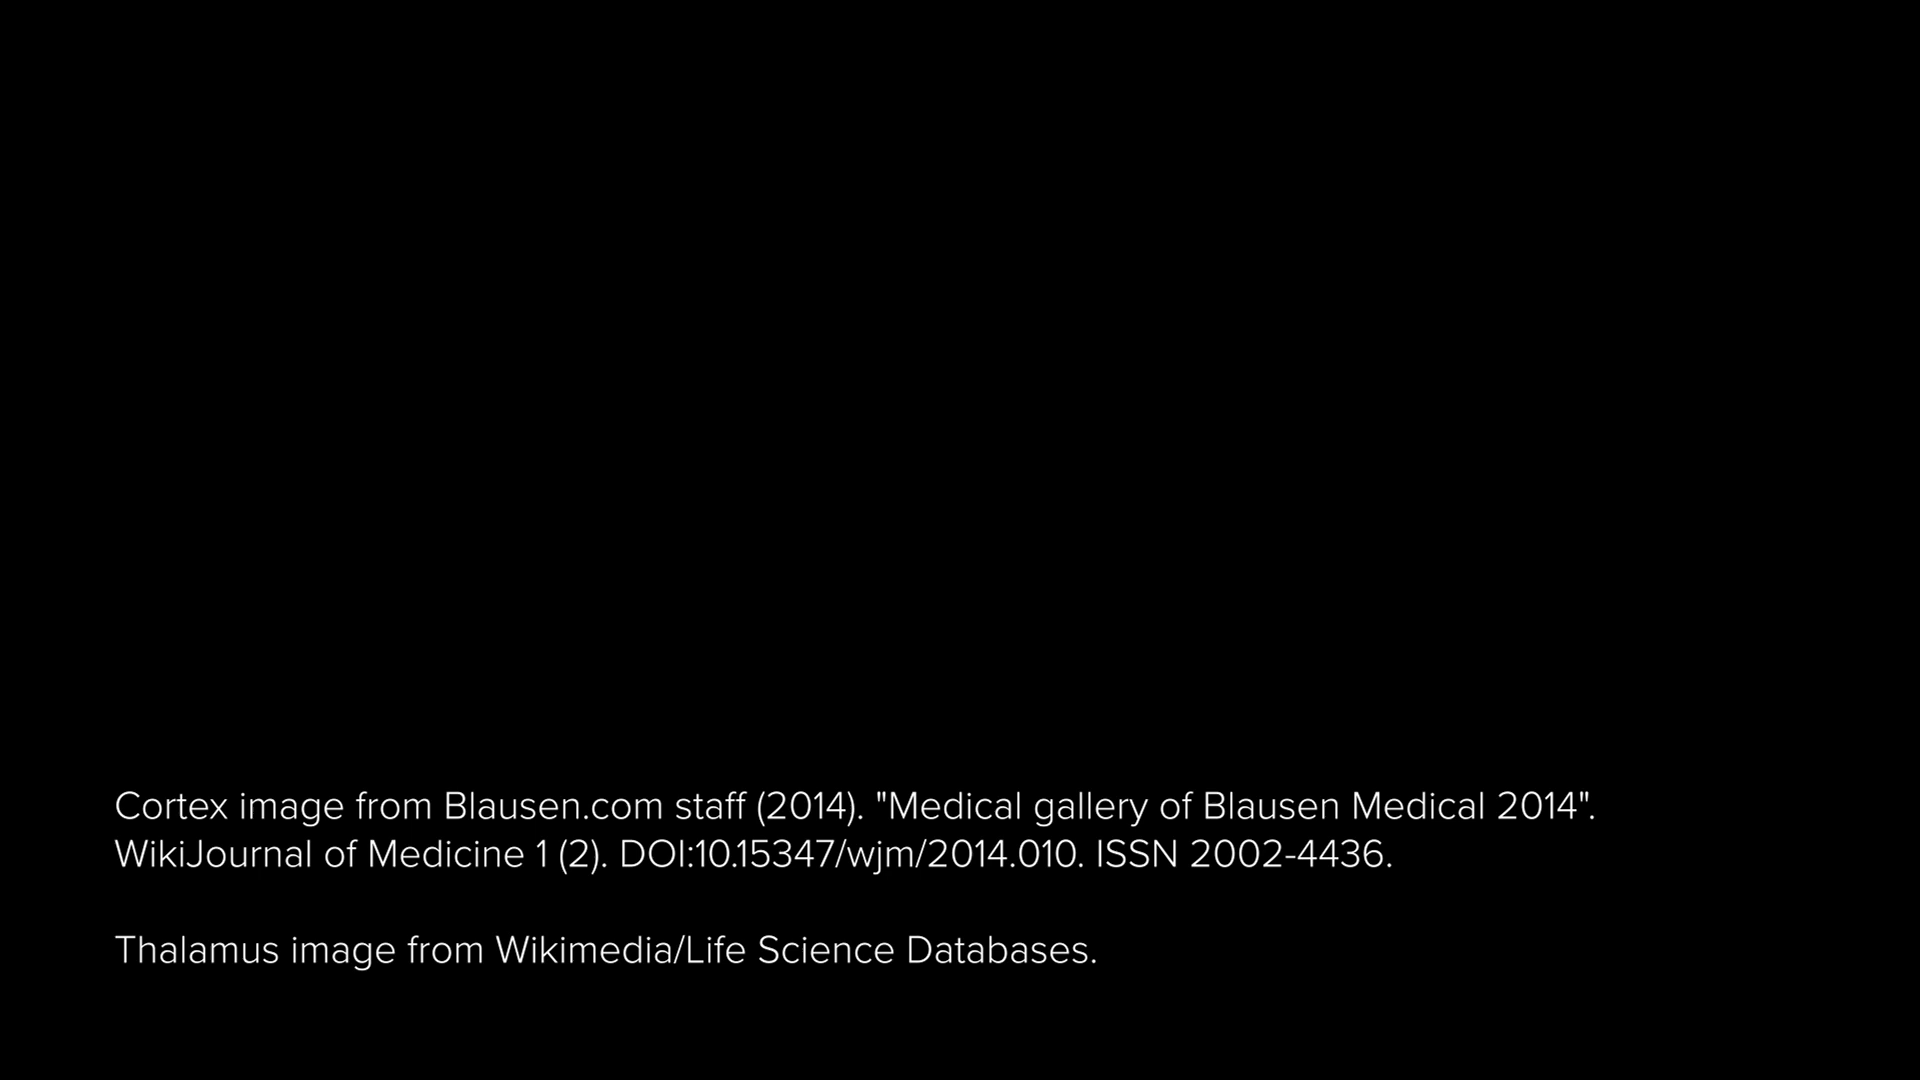 Cortex image from Blausen.com staff (2014). "Medical gallery of Blausen Medical 2014".
WikiJournal of Medicine 1 (2). DOI:10.15347/wjm/2014.010. ISSN 2002-4436.
Thalamus image from Wikimedia/Life Science Databases.